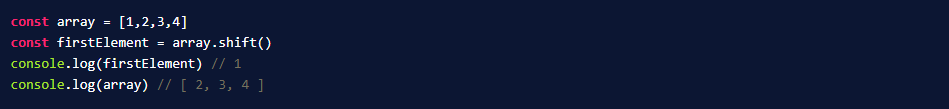 const array = [1,2,3,4]
const firstElement = array.shift()
console.log(firstElement) // 1
console.log(array) // [ 2, 3, 4 ]